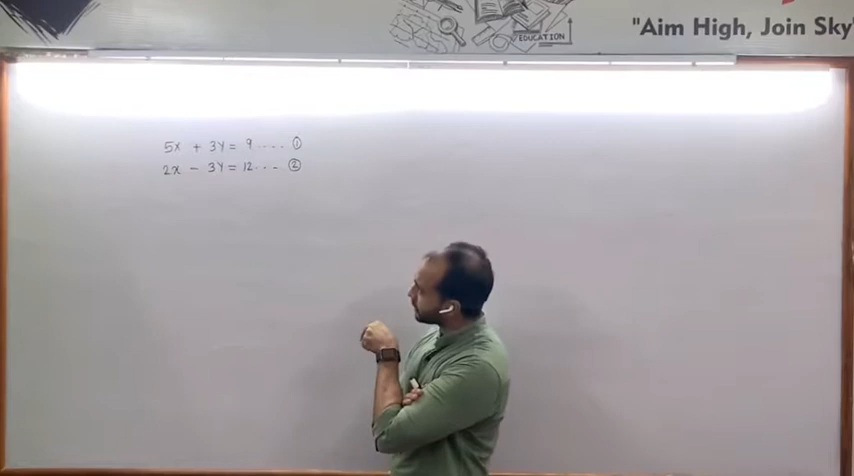 EDUCATION
"Aim High, Join Sky
5x + 3y = 9 .... ①
2x - 3y = 12 ... ②